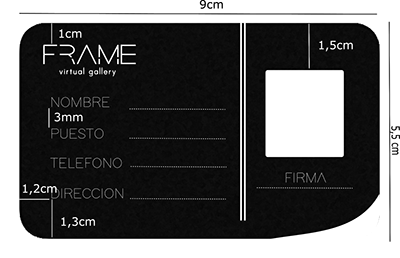 9cm
1cm
1,5cm
FRAME
virtual gallery
NOMBRE
3mm
PUESTO
5,5 cm
TELEFONO
FIRMA
1,2cm
DIRECCION
1,3cm